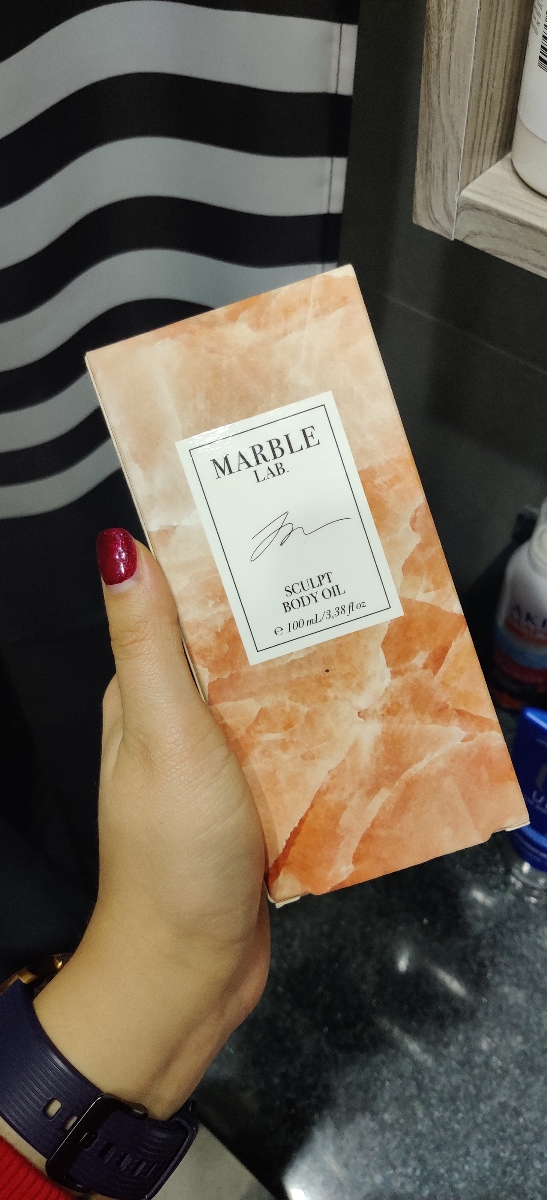 MARBLE
LAB.
SCULPT
BODY OIL
℮ 100 mL/3,38 fl oz